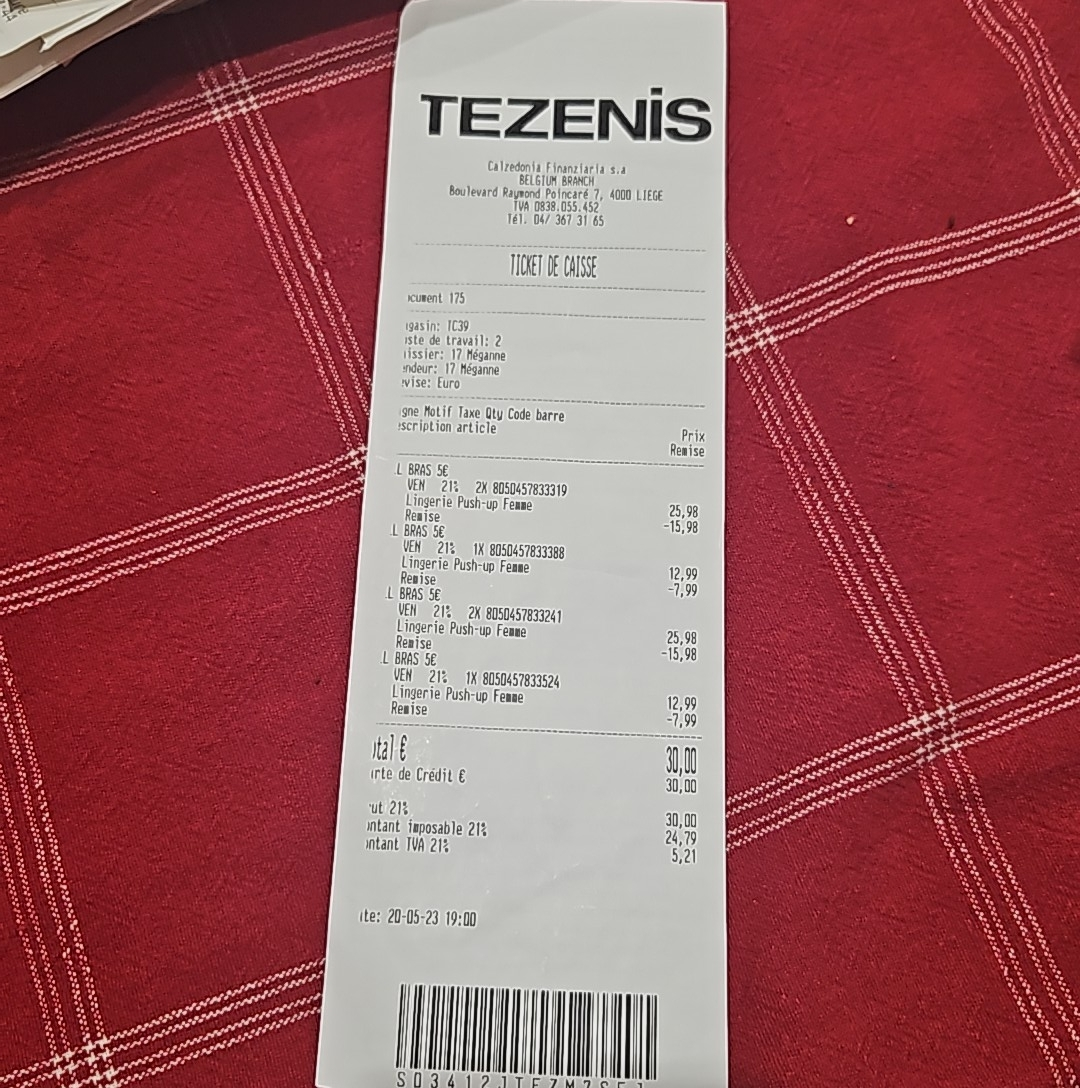 TEZENIS
Calzedonia Finanziaria s.a
BELGIUM BRANCH
Boulevard Raymond Poincaré 7, 4000 LIEGE
TVA 0838.055.452
Tél. 04/ 367 31 65
TICKET DE CAISSE
cument 175
gasin: TC39
ste de travail: 2
issier: 17 Méganne
ndeur: 17 Méganne
vise: Euro
gne Motif Taxe Qty Code barre
scription article Prix
Remise
L BRAS 5€
VEN 21% 2X 8050457833319
Lingerie Push-up Femme 25,98
Remise -15,98
L BRAS 5€
VEN 21% 1X 8050457833388
Lingerie Push-up Femme 12,99
Remise -7,99
L BRAS 5€
VEN 21% 2X 8050457833241
Lingerie Push-up Femme 25,98
Remise -15,98
L BRAS 5€
VEN 21% 1X 8050457833524
Lingerie Push-up Femme 12,99
Remise -7,99
tal € 30,00
rte de Crédit € 30,00
ut 21% 30,00
ntant imposable 21% 24,79
ntant TVA 21% 5,21
te: 20-05-23 19:00